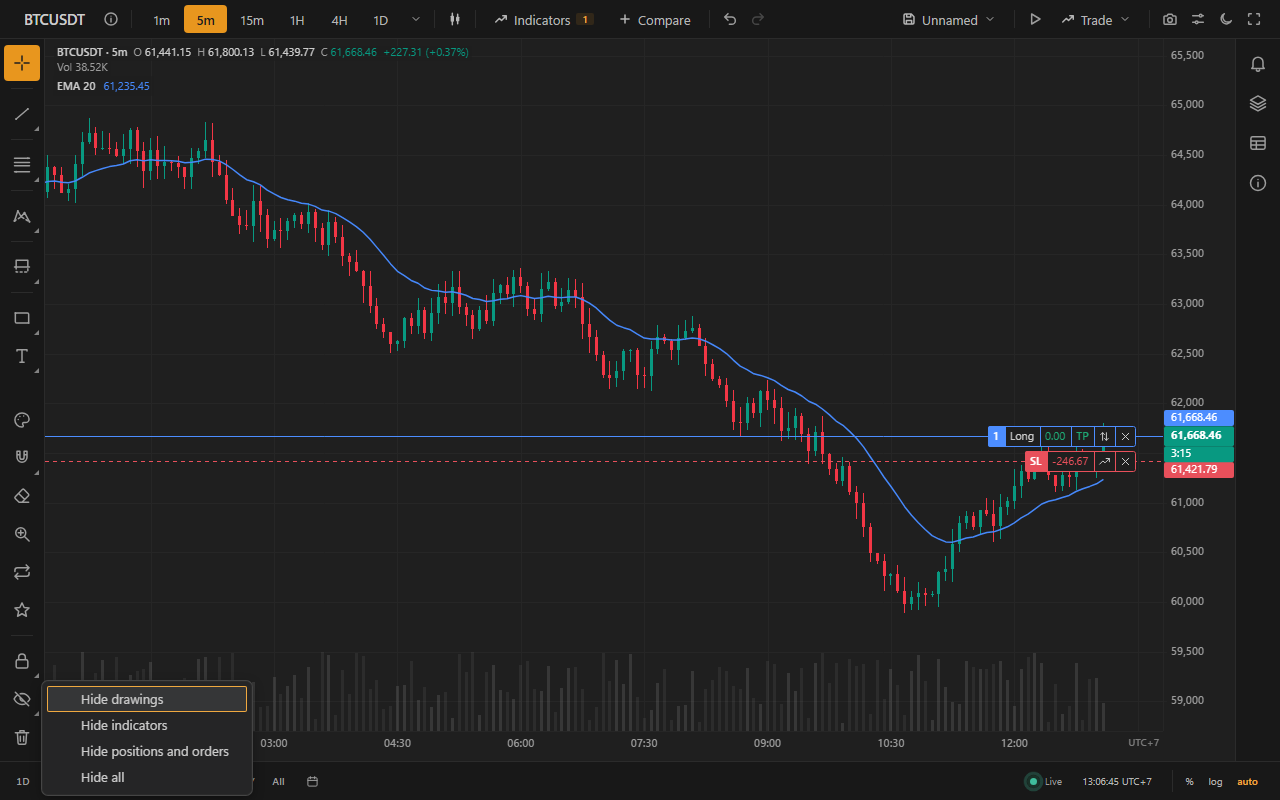 BTCUSDT 1m 5m 15m 1H 4H 1D Indicators 1 Compare Unnamed Trade
BTCUSDT · 5m O 61,441.15 H 61,800.13 L 61,439.77 C 61,668.46 +227.31 (+0.37%)
Vol 38.52K
EMA 20 61,235.45
65,500
65,000
64,500
64,000
63,500
63,000
62,500
62,000
61,668.46
1 Long 0.00 TP 61,668.46
3:15
SL -246.67 61,421.79
61,000
60,500
60,000
59,500
59,000
T
Hide drawings
Hide indicators
Hide positions and orders
Hide all
03:00 04:30 06:00 07:30 09:00 10:30 12:00 UTC+7
1D All Live 13:06:45 UTC+7 % log auto